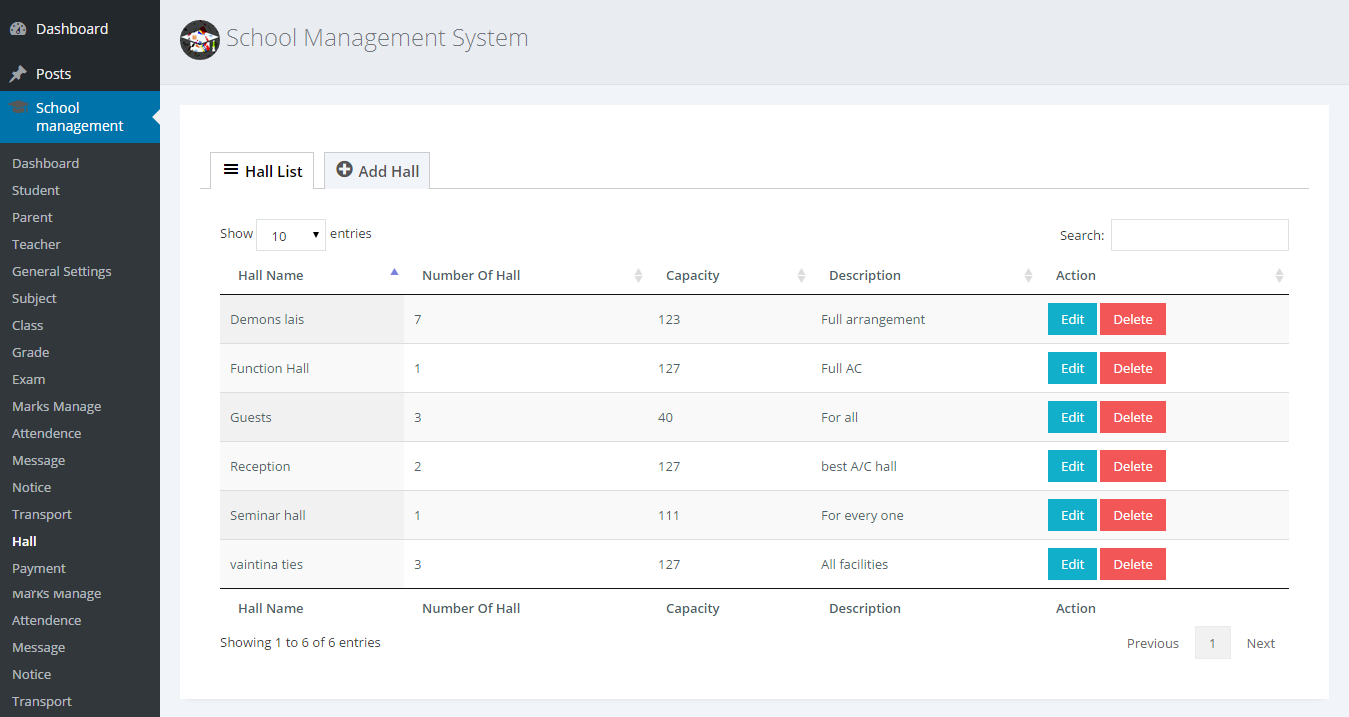 Dashboard
Posts
School
management
Dashboard
Student
Parent
Teacher
General Settings
Subject
Class
Grade
Exam
Marks Manage
Attendence
Message
Notice
Transport
Hall
Payment
Marks Manage
Attendence
Message
Notice
Transport
School Management System
Hall List Add Hall
Show 10 entries Search:
Hall Name Number Of Hall Capacity Description Action
Demons lais 7 123 Full arrangement Edit Delete
Function Hall 1 127 Full AC Edit Delete
Guests 3 40 For all Edit Delete
Reception 2 127 best A/C hall Edit Delete
Seminar hall 1 111 For every one Edit Delete
vaintina ties 3 127 All facilities Edit Delete
Hall Name Number Of Hall Capacity Description Action
Showing 1 to 6 of 6 entries Previous 1 Next